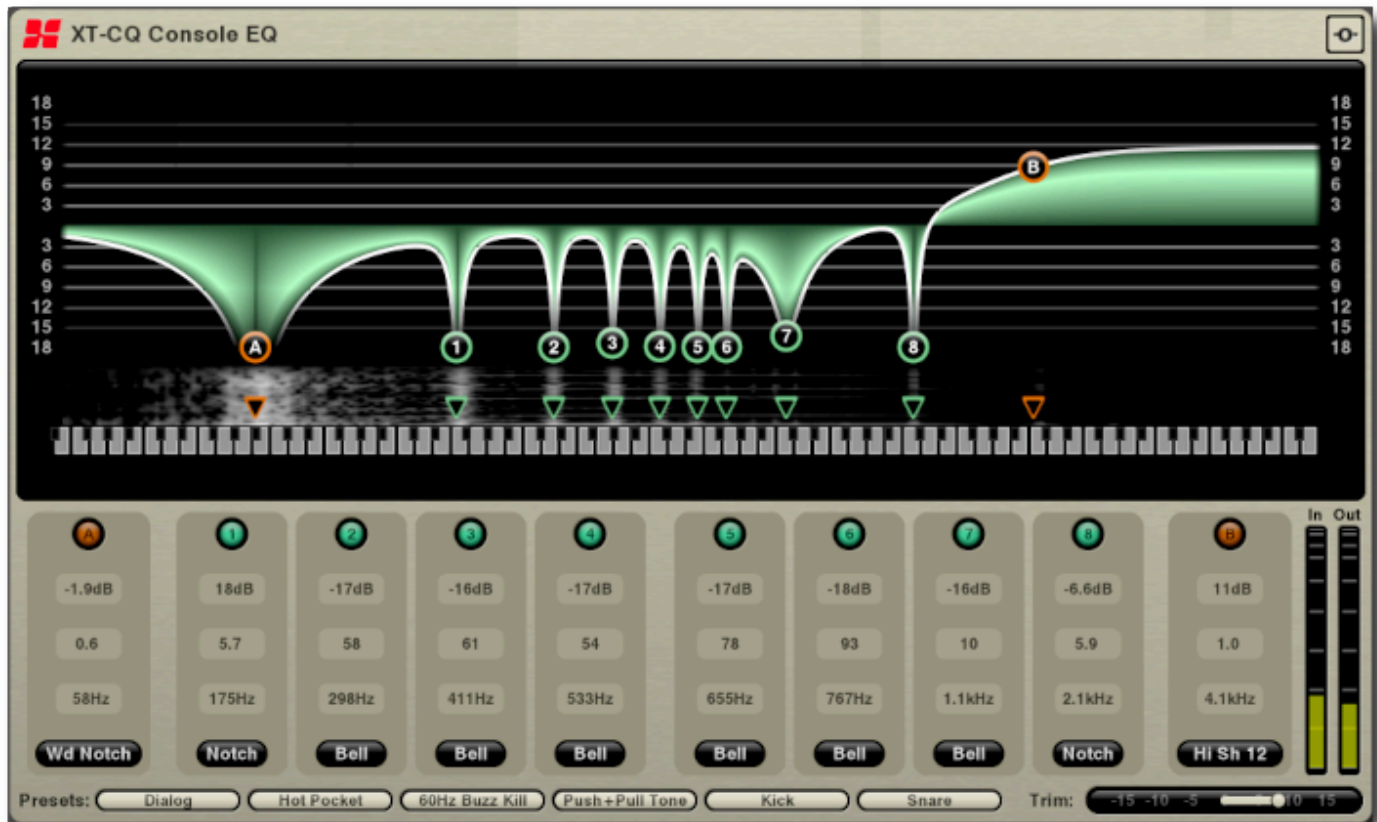 XT-CQ Console EQ -O-
18 18
15 15
12 12
9 B 9
6 6
3 3
3 3
6 6
9 9
12 12
15 7 15
18 A 1 2 3 4 5 6 8 18
In Out
A 1 2 3 4 5 6 7 8 B
-1.9dB 18dB -17dB -16dB -17dB -17dB -18dB -16dB -6.6dB 11dB
0.6 5.7 58 61 54 78 93 10 5.9 1.0
58Hz 175Hz 298Hz 411Hz 533Hz 655Hz 767Hz 1.1kHz 2.1kHz 4.1kHz
Wd Notch Notch Bell Bell Bell Bell Bell Bell Notch Hi Sh 12
Presets: Dialog Hot Pocket 60Hz Buzz Kill Push+Pull Tone Kick Snare Trim: -15 -10 -5 10 15